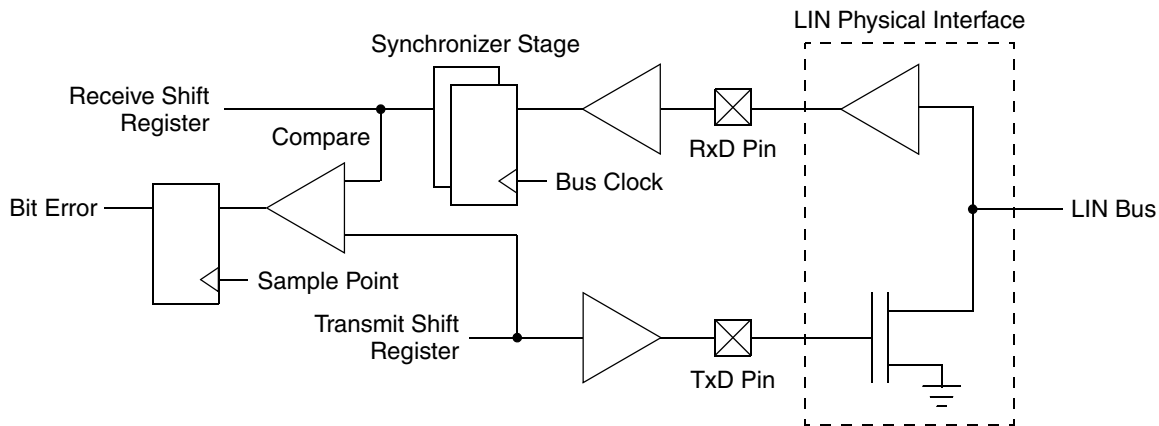 LIN Physical Interface
Synchronizer Stage
Receive Shift
Register
Compare
RxD Pin
Bus Clock
Bit Error
LIN Bus
Sample Point
Transmit Shift
Register
TxD Pin